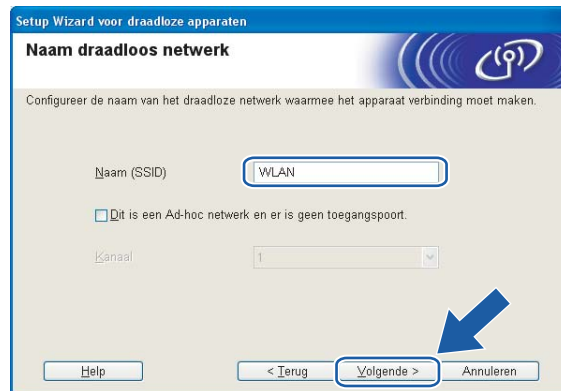 Setup Wizard voor draadloze apparaten
Naam draadloos netwerk
Configureer de naam van het draadloze netwerk waarmee het apparaat verbinding moet maken.
Naam (SSID) WLAN
Dit is een Ad-hoc netwerk en er is geen toegangspoort.
Kanaal 1
Help < Terug Volgende > Annuleren